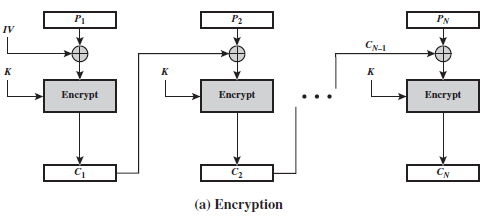 P1 P2 PN
IV
CN–1
K K K
Encrypt Encrypt Encrypt
• • •
C1 C2 CN
(a) Encryption